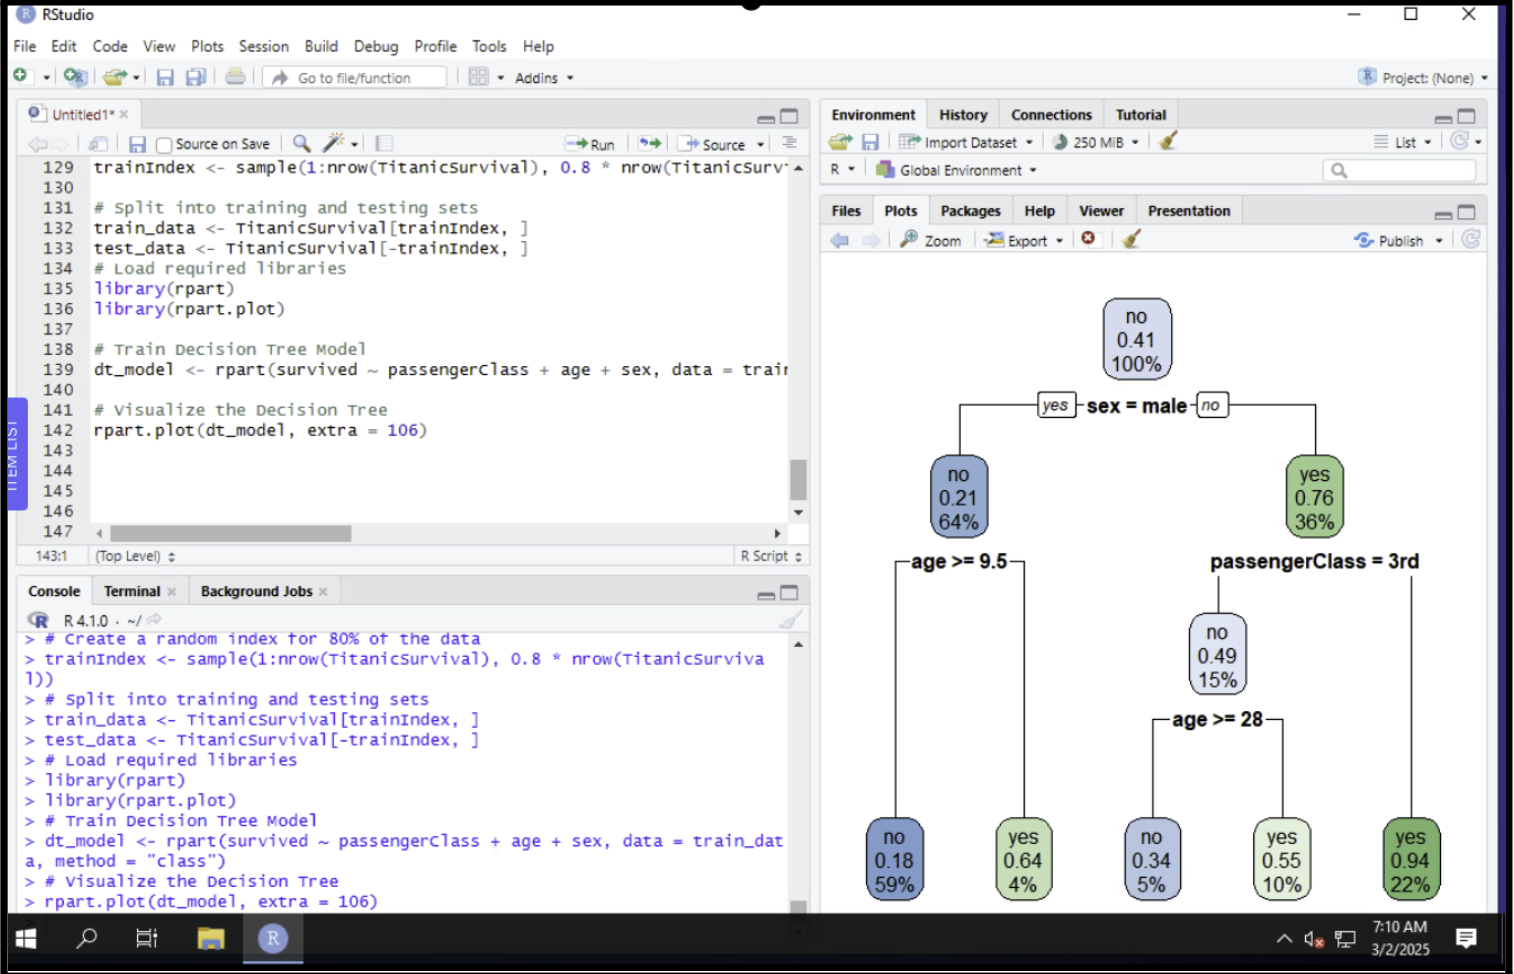 RStudio
File Edit Code View Plots Session Build Debug Profile Tools Help
Go to file/function Addins Project: (None)
Untitled1*
Source on Save Run Source
129 trainIndex <- sample(1:nrow(TitanicSurvival), 0.8 * nrow(TitanicSurv
130
131 # Split into training and testing sets
132 train_data <- TitanicSurvival[trainIndex, ]
133 test_data <- TitanicSurvival[-trainIndex, ]
134 # Load required libraries
135 library(rpart)
136 library(rpart.plot)
137
138 # Train Decision Tree Model
139 dt_model <- rpart(survived ~ passengerClass + age + sex, data = train
140
141 # Visualize the Decision Tree
142 rpart.plot(dt_model, extra = 106)
143
144
145
146
147
143:1 (Top Level) R Script
ITEM LIST
Console Terminal Background Jobs
R 4.1.0 · ~/
> # Create a random index for 80% of the data
> trainIndex <- sample(1:nrow(TitanicSurvival), 0.8 * nrow(TitanicSurviva
l))
> # Split into training and testing sets
> train_data <- TitanicSurvival[trainIndex, ]
> test_data <- TitanicSurvival[-trainIndex, ]
> # Load required libraries
> library(rpart)
> library(rpart.plot)
> # Train Decision Tree Model
> dt_model <- rpart(survived ~ passengerClass + age + sex, data = train_dat
a, method = "class")
> # Visualize the Decision Tree
> rpart.plot(dt_model, extra = 106)
Environment History Connections Tutorial
Import Dataset 250 MiB List
R Global Environment
Files Plots Packages Help Viewer Presentation
Zoom Export Publish
no
0.41
100%
yes sex = male no
no
0.21
64%
yes
0.76
36%
age >= 9.5
passengerClass = 3rd
no
0.49
15%
age >= 28
no
0.18
59%
yes
0.64
4%
no
0.34
5%
yes
0.55
10%
yes
0.94
22%
7:10 AM
3/2/2025